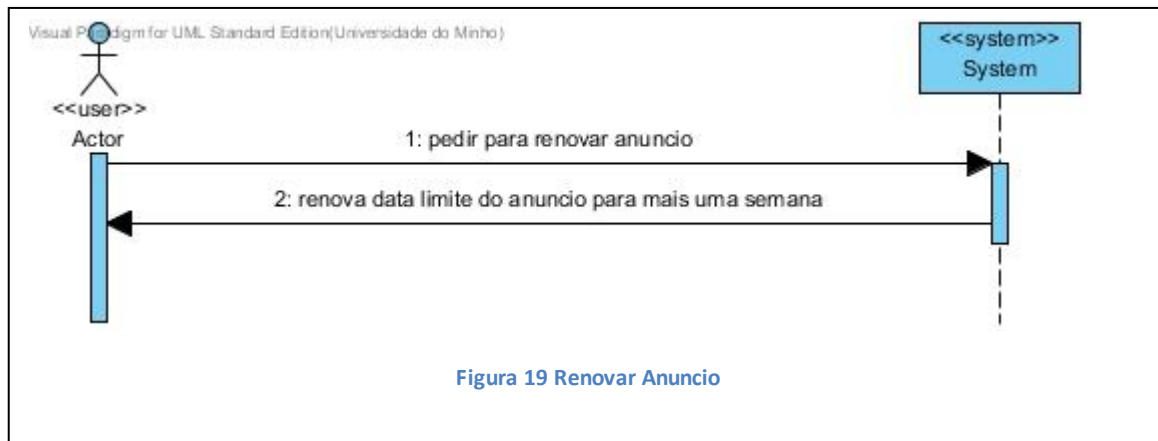 Visual Paradigm for UML Standard Edition(Universidade do Minho)
<<system>>
System
<<user>>
Actor
1: pedir para renovar anuncio
2: renova data limite do anuncio para mais uma semana
Figura 19 Renovar Anuncio